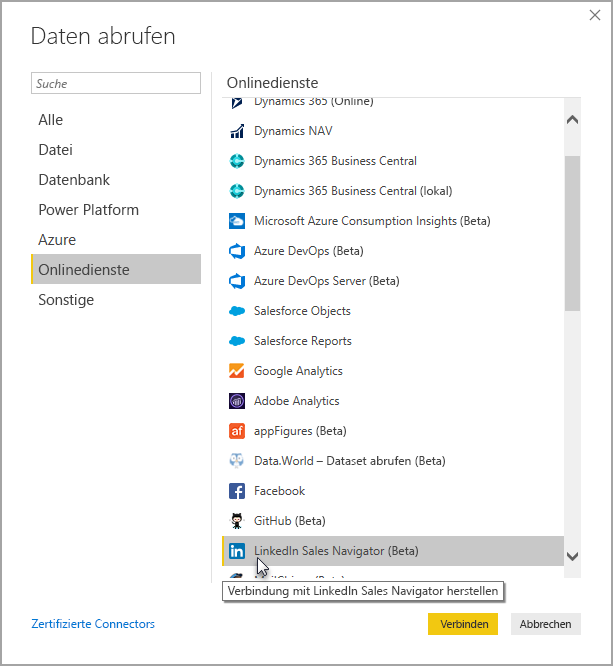 Daten abrufen
Suche
Alle
Datei
Datenbank
Power Platform
Azure
Onlinedienste
Sonstige
Onlinedienste
Dynamics 365 (Online)
Dynamics NAV
Dynamics 365 Business Central
Dynamics 365 Business Central (lokal)
Microsoft Azure Consumption Insights (Beta)
Azure DevOps (Beta)
Azure DevOps Server (Beta)
Salesforce Objects
Salesforce Reports
Google Analytics
Adobe Analytics
af
appFigures (Beta)
Data.World – Dataset abrufen (Beta)
Facebook
GitHub (Beta)
in
LinkedIn Sales Navigator (Beta)
Verbindung mit LinkedIn Sales Navigator herstellen
Zertifizierte Connectors
Verbinden
Abbrechen